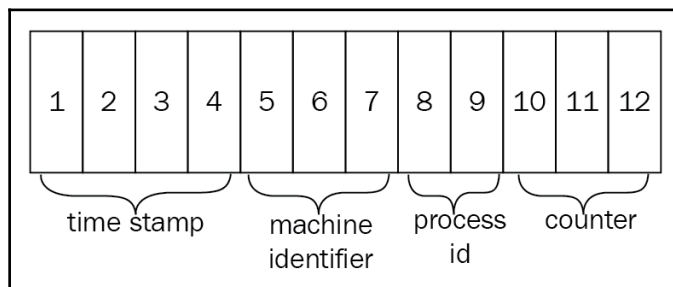 1 2 3 4 5 6 7 8 9 10 11 12
time stamp machine process counter
identifier id